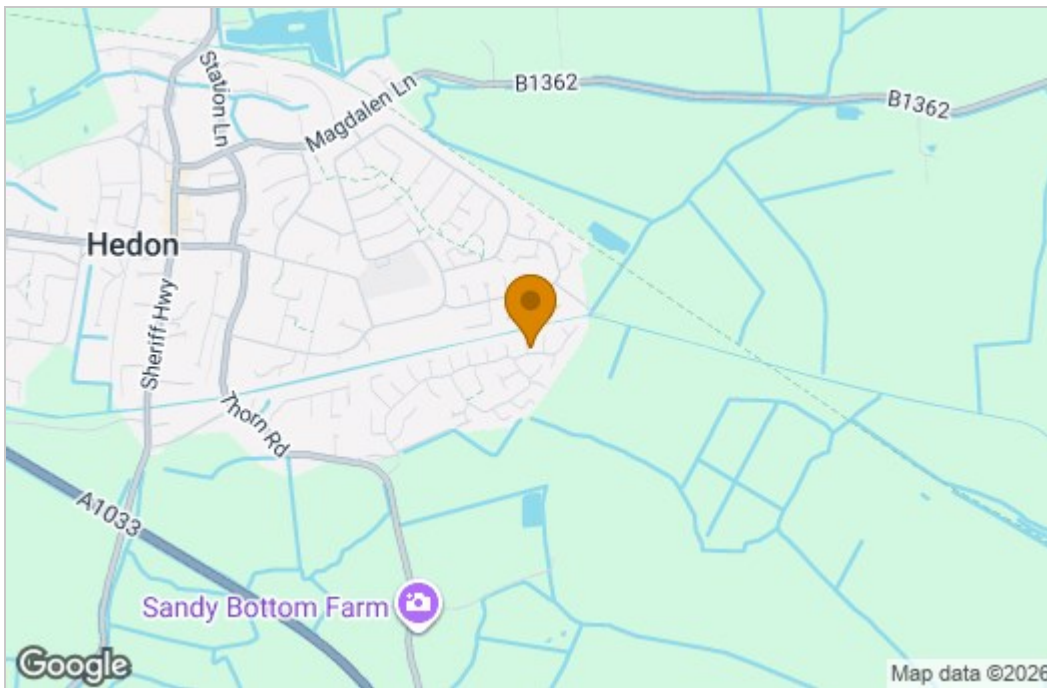 Station Ln
Magdalen Ln
B1362
B1362
Hedon
Sheriff Hwy
Thorn Rd
A1033
Sandy Bottom Farm
Google
Map data ©2026